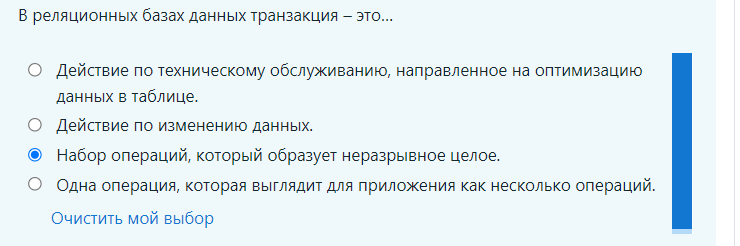 В реляционных базах данных транзакция – это...
Действие по техническому обслуживанию, направленное на оптимизацию
данных в таблице.
Действие по изменению данных.
Набор операций, который образует неразрывное целое.
Одна операция, которая выглядит для приложения как несколько операций.
Очистить мой выбор